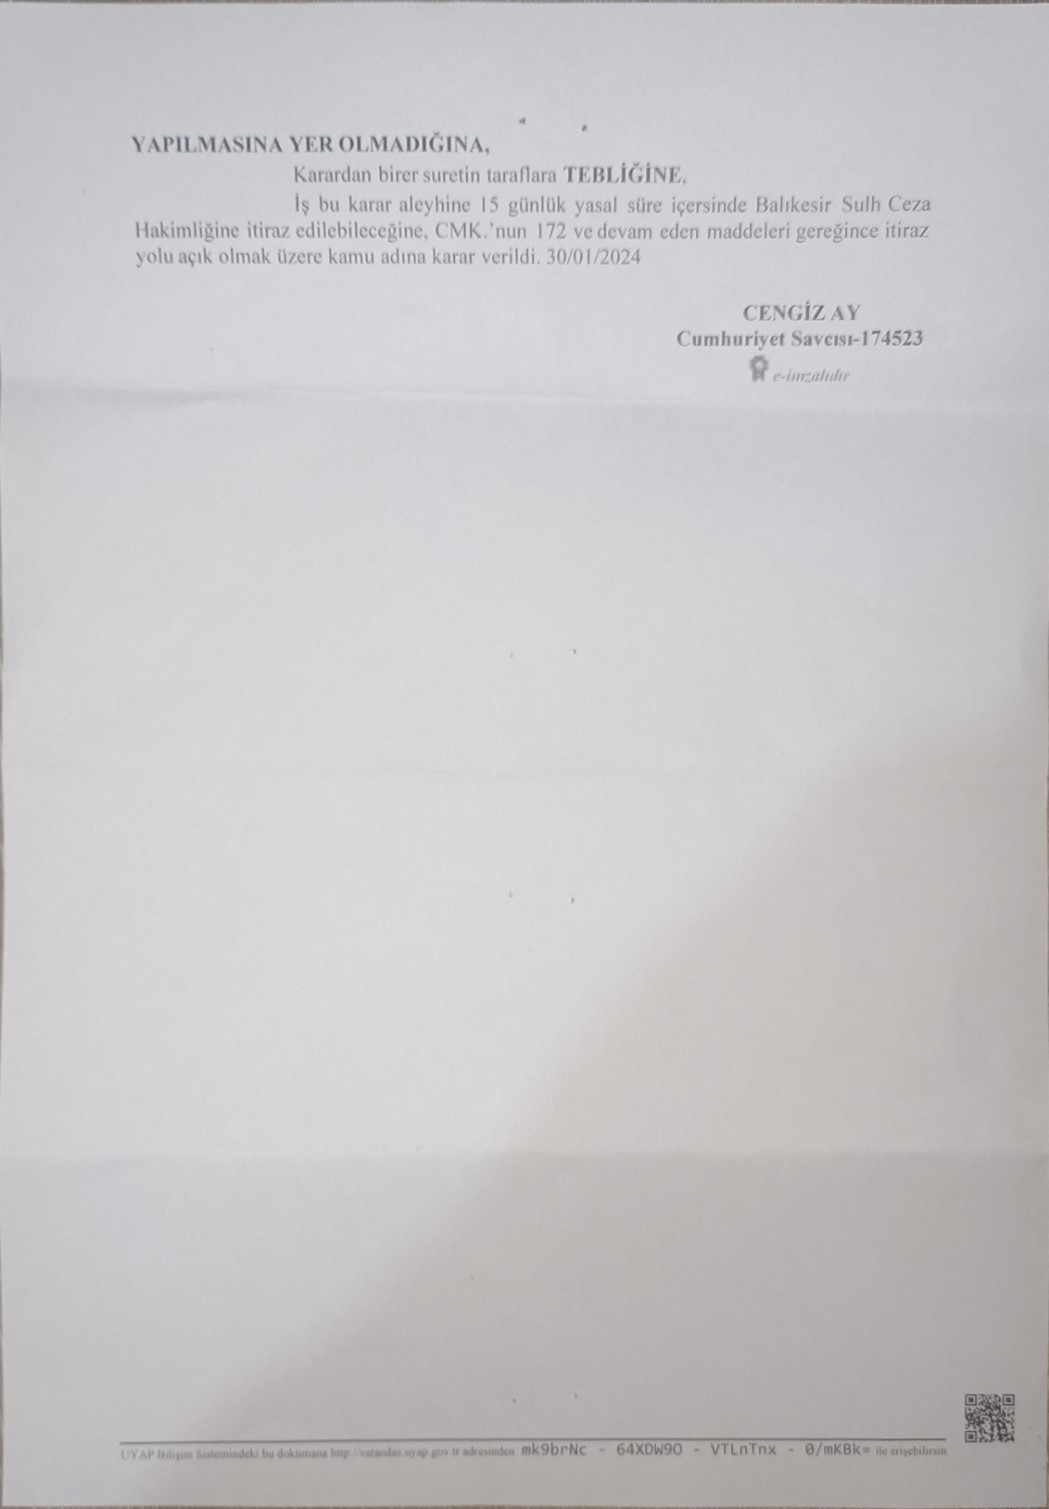 YAPILMASINA YER OLMADIĞINA,
Karardan birer suretin taraflara TEBLİĞİNE,
İş bu karar aleyhine 15 günlük yasal süre içersinde Balıkesir Sulh Ceza
Hakimliğine itiraz edilebileceğine, CMK.'nun 172 ve devam eden maddeleri gereğince itiraz
yolu açık olmak üzere kamu adına karar verildi. 30/01/2024
CENGİZ AY
Cumhuriyet Savcısı-174523
e-imzalıdır
UYAP Bilişim Sistemindeki bu dokümana http://vatandas.uyap.gov.tr adresinden mk9brNc - 64XDW9O - VTLnTnx - 0/mKBk= ile erişebilirsin